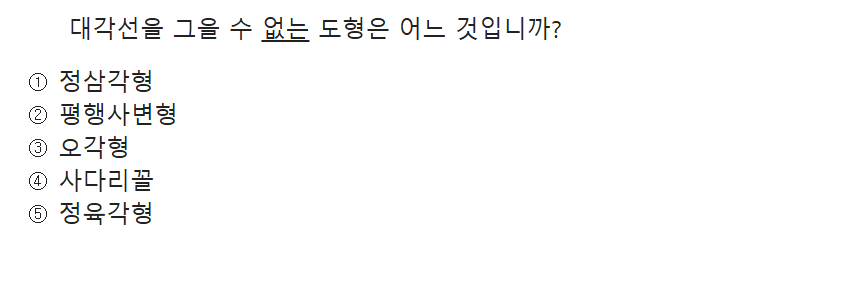 대각선을 그을 수 없는 도형은 어느 것입니까?
① 정삼각형
② 평행사변형
③ 오각형
④ 사다리꼴
⑤ 정육각형